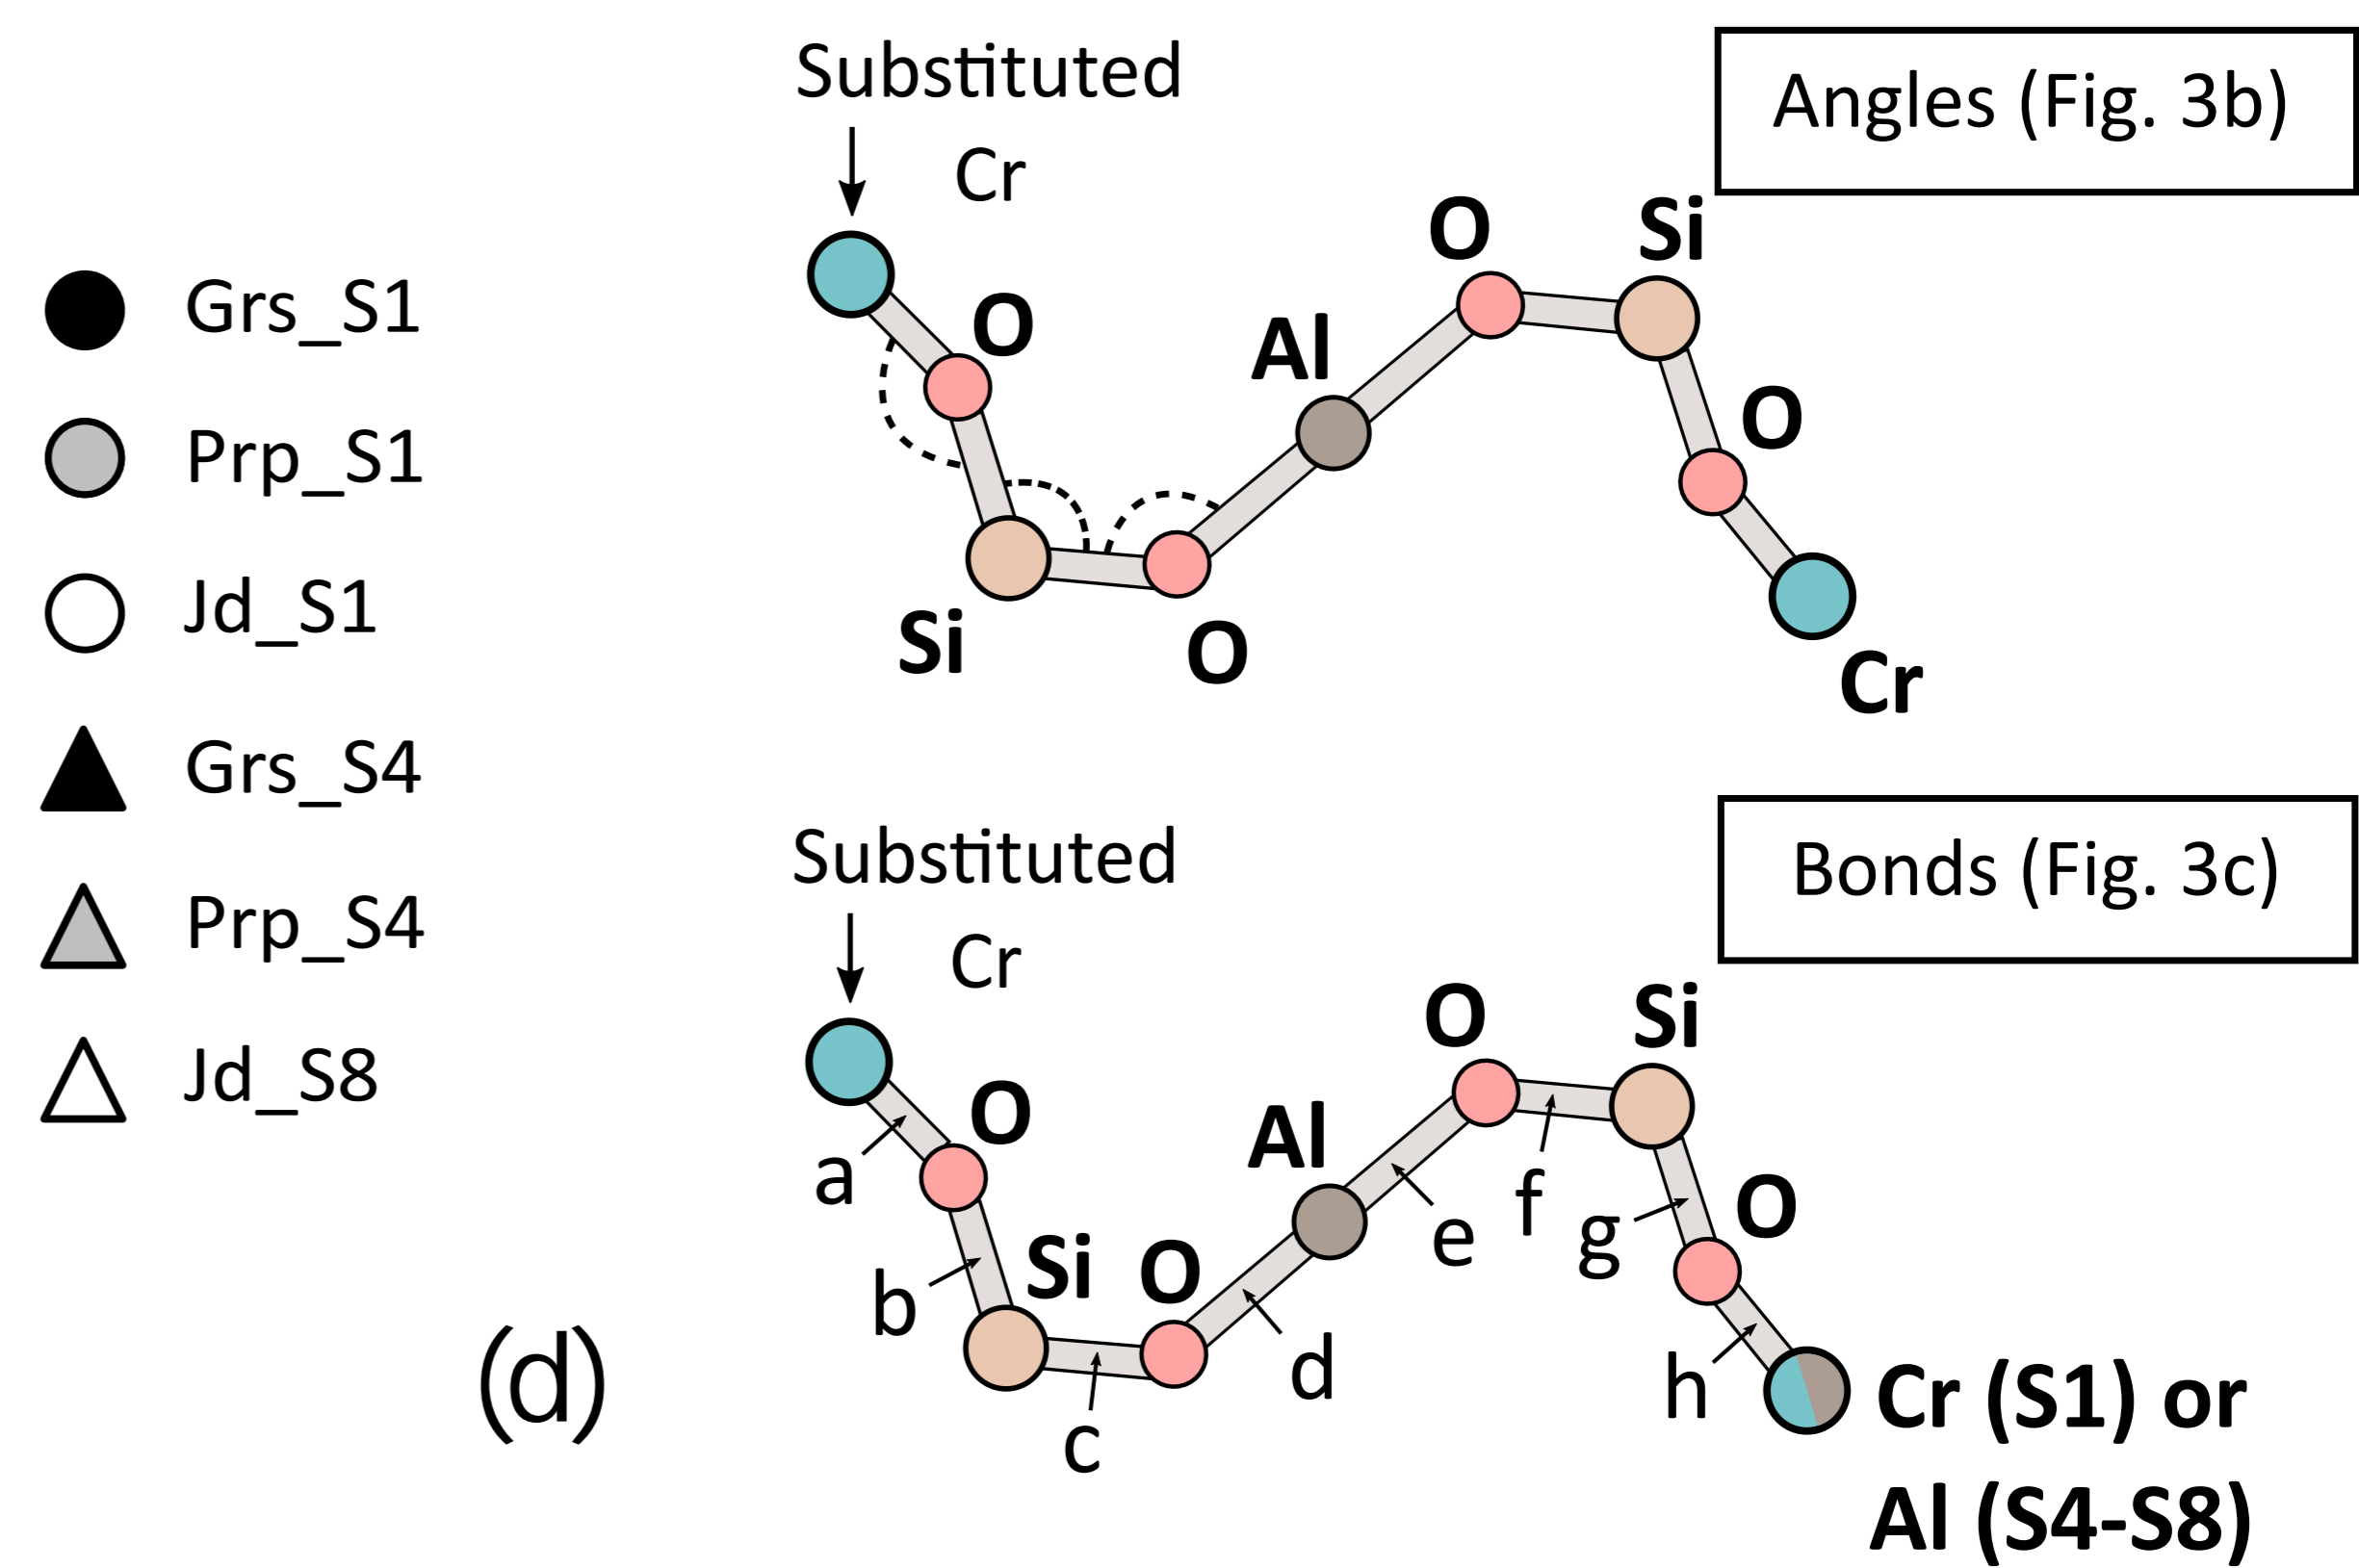 Grs_S1
Prp_S1
Jd_S1
Grs_S4
Prp_S4
Jd_S8
(d)
Angles (Fig. 3b)
Substituted
Cr
O
Si
O
Al
O
Si
O
Cr
Bonds (Fig. 3c)
Substituted
Cr
O
Si
O
Al
O
Si
O
a
b
c
d
e
f
g
h
Cr (S1) or
Al (S4-S8)